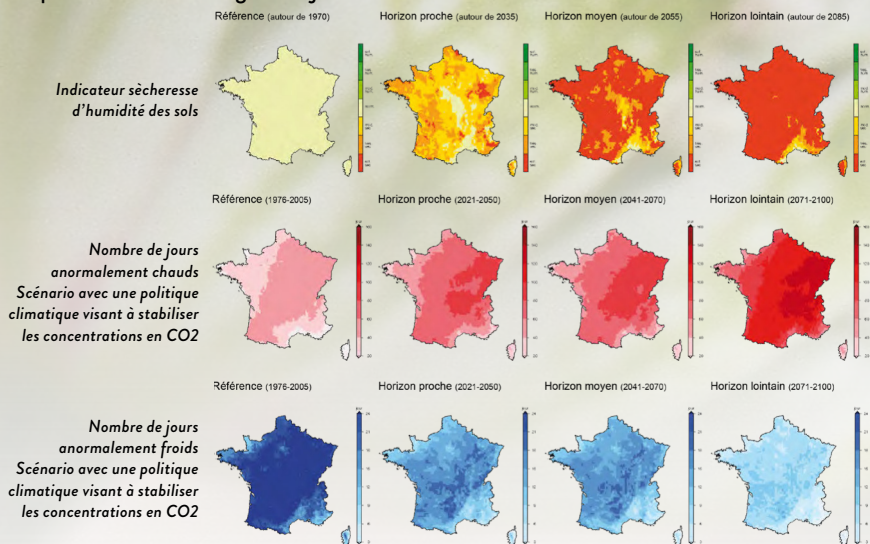 Référence (autour de 1970)
Horizon proche (autour de 2035)
Horizon moyen (autour de 2055)
Horizon lointain (autour de 2085)
Indicateur sècheresse
d'humidité des sols
Référence (1976-2005)
Horizon proche (2021-2050)
Horizon moyen (2041-2070)
Horizon lointain (2071-2100)
Nombre de jours
anormalement chauds
Scénario avec une politique
climatique visant à stabiliser
les concentrations en CO2
Référence (1976-2005)
Horizon proche (2021-2050)
Horizon moyen (2041-2070)
Horizon lointain (2071-2100)
Nombre de jours
anormalement froids
Scénario avec une politique
climatique visant à stabiliser
les concentrations en CO2